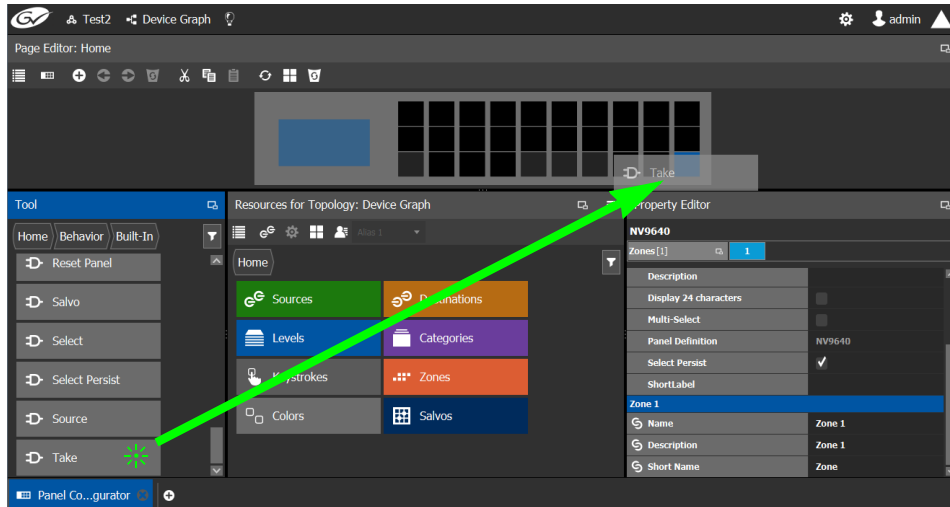 GV Test2 Device Graph admin
Page Editor: Home
Take
Tool
Home Behavior Built-In
Reset Panel
Salvo
Select
Select Persist
Source
Take
Resources for Topology: Device Graph
Alias 1
Home
Sources
Destinations
Levels
Categories
Keystrokes
Zones
Colors
Salvos
Property Editor
NV9640
Zones[1] 1
Description
Display 24 characters
Multi-Select
Panel Definition NV9640
Select Persist
ShortLabel
Zone 1
Name Zone 1
Description Zone 1
Short Name Zone
Panel Co...gurator